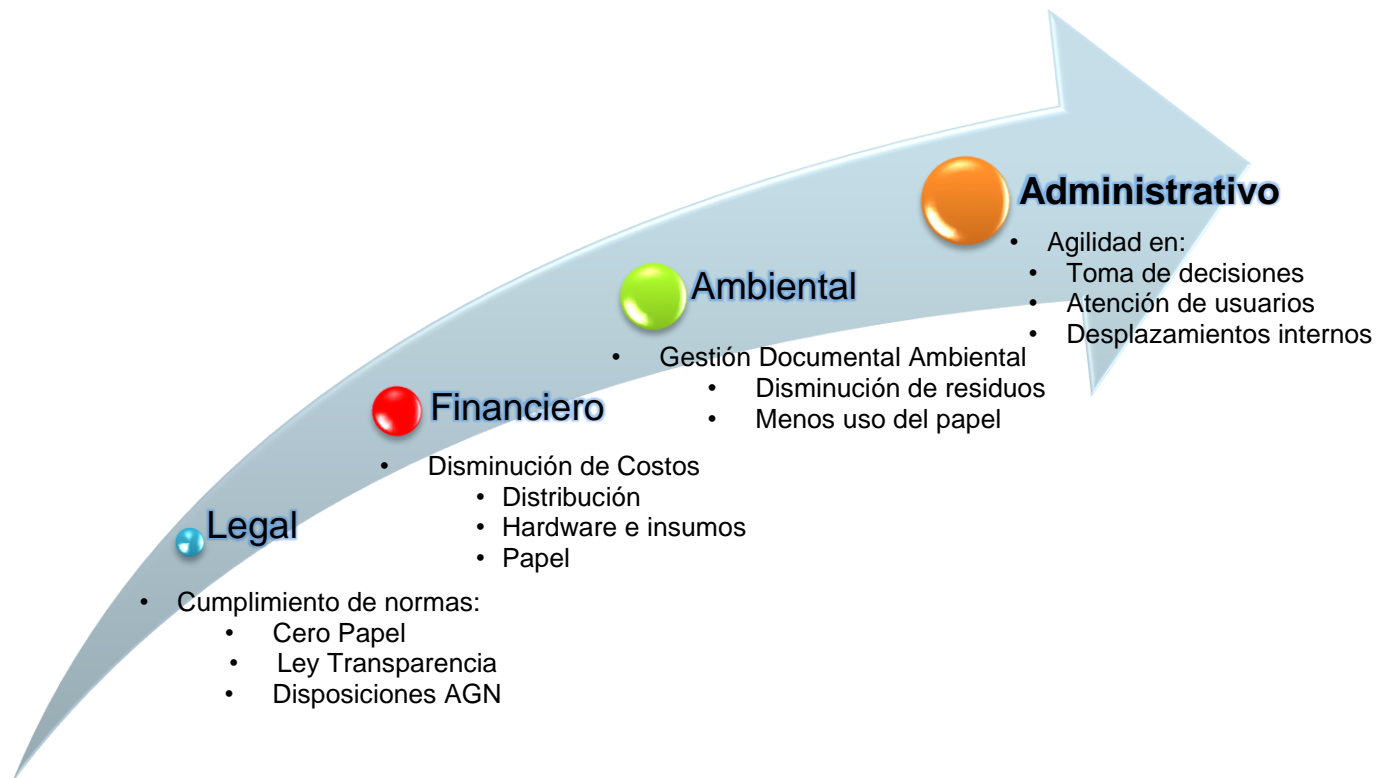 Legal
• Cumplimiento de normas:
• Cero Papel
• Ley Transparencia
• Disposiciones AGN
Financiero
• Disminución de Costos
• Distribución
• Hardware e insumos
• Papel
Ambiental
• Gestión Documental Ambiental
• Disminución de residuos
• Menos uso del papel
Administrativo
• Agilidad en:
• Toma de decisiones
• Atención de usuarios
• Desplazamientos internos